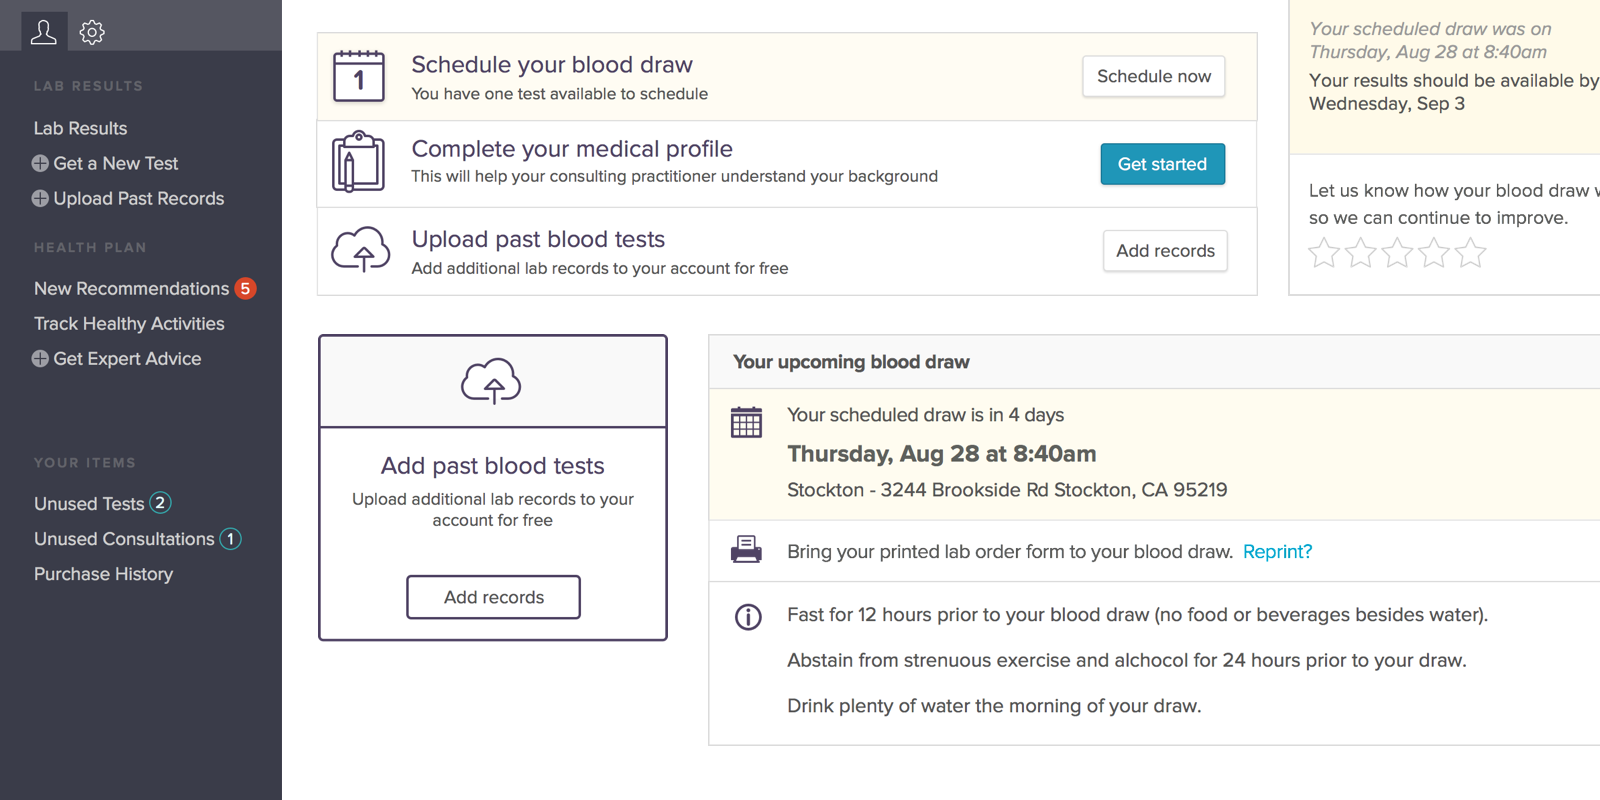 LAB RESULTS
Lab Results
Get a New Test
Upload Past Records
HEALTH PLAN
New Recommendations 5
Track Healthy Activities
Get Expert Advice
YOUR ITEMS
Unused Tests 2
Unused Consultations 1
Purchase History
1
Schedule your blood draw
You have one test available to schedule
Schedule now
Complete your medical profile
This will help your consulting practitioner understand your background
Get started
Upload past blood tests
Add additional lab records to your account for free
Add records
Your scheduled draw was on
Thursday, Aug 28 at 8:40am
Your results should be available by
Wednesday, Sep 3
Let us know how your blood draw
so we can continue to improve.
Add past blood tests
Upload additional lab records to your
account for free
Add records
Your upcoming blood draw
Your scheduled draw is in 4 days
Thursday, Aug 28 at 8:40am
Stockton - 3244 Brookside Rd Stockton, CA 95219
Bring your printed lab order form to your blood draw. Reprint?
Fast for 12 hours prior to your blood draw (no food or beverages besides water).
Abstain from strenuous exercise and alchocol for 24 hours prior to your draw.
Drink plenty of water the morning of your draw.